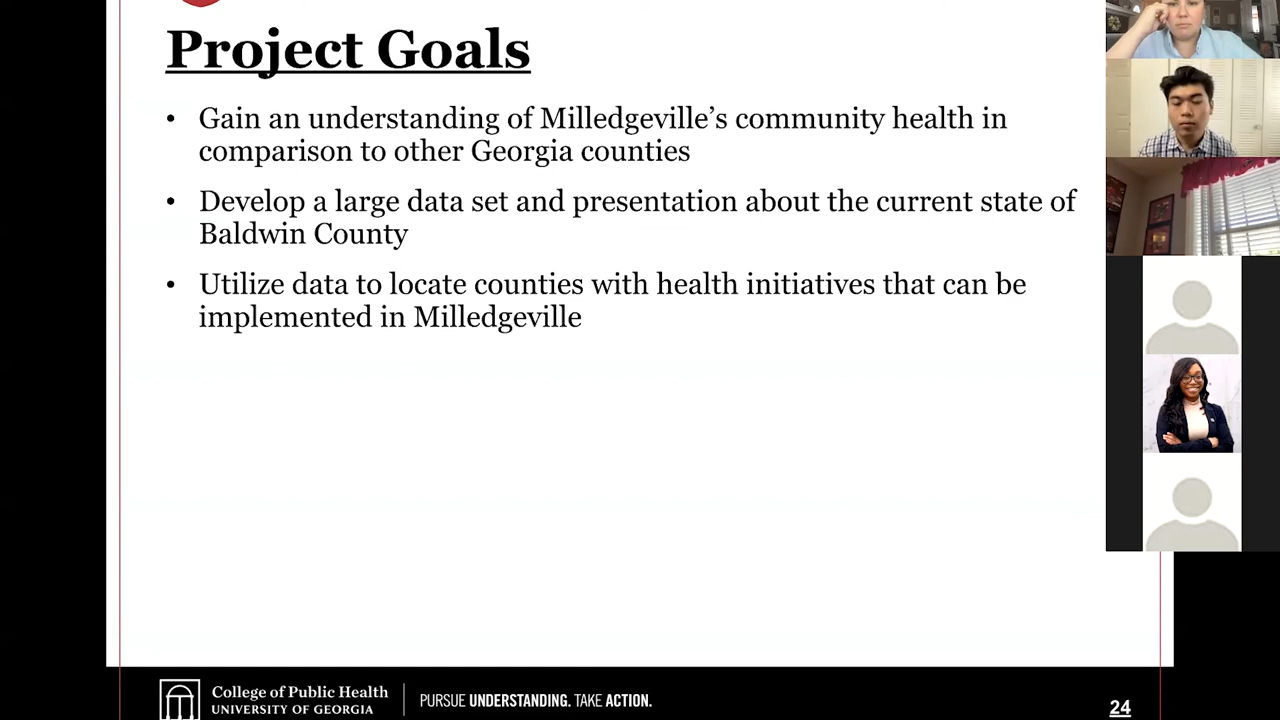 Project Goals
• Gain an understanding of Milledgeville's community health in
comparison to other Georgia counties
• Develop a large data set and presentation about the current state of
Baldwin County
• Utilize data to locate counties with health initiatives that can be
implemented in Milledgeville
College of Public Health
UNIVERSITY OF GEORGIA
PURSUE UNDERSTANDING. TAKE ACTION.
24